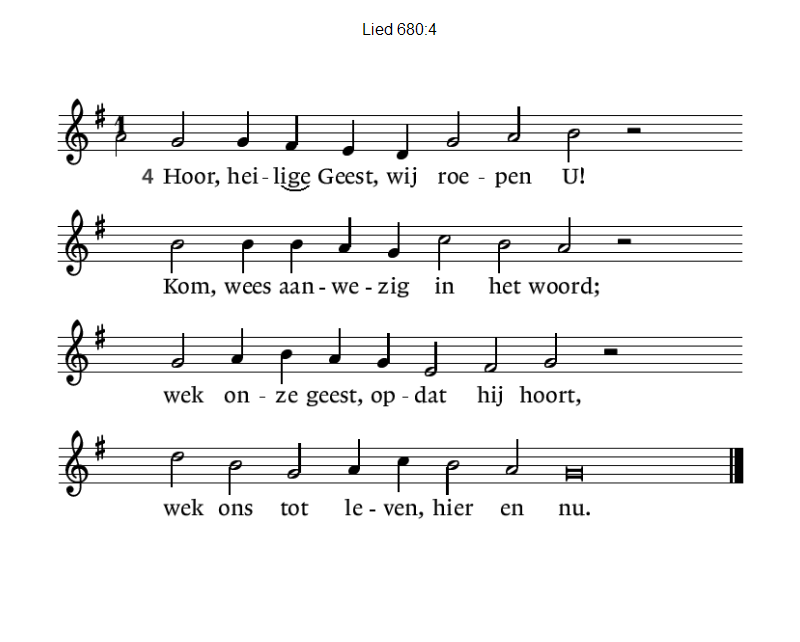 Lied 680:4
1
4 Hoor, hei - lige Geest, wij roe - pen U!
Kom, wees aan - we - zig in het woord;
wek on - ze geest, op - dat hij hoort,
wek ons tot le - ven, hier en nu.